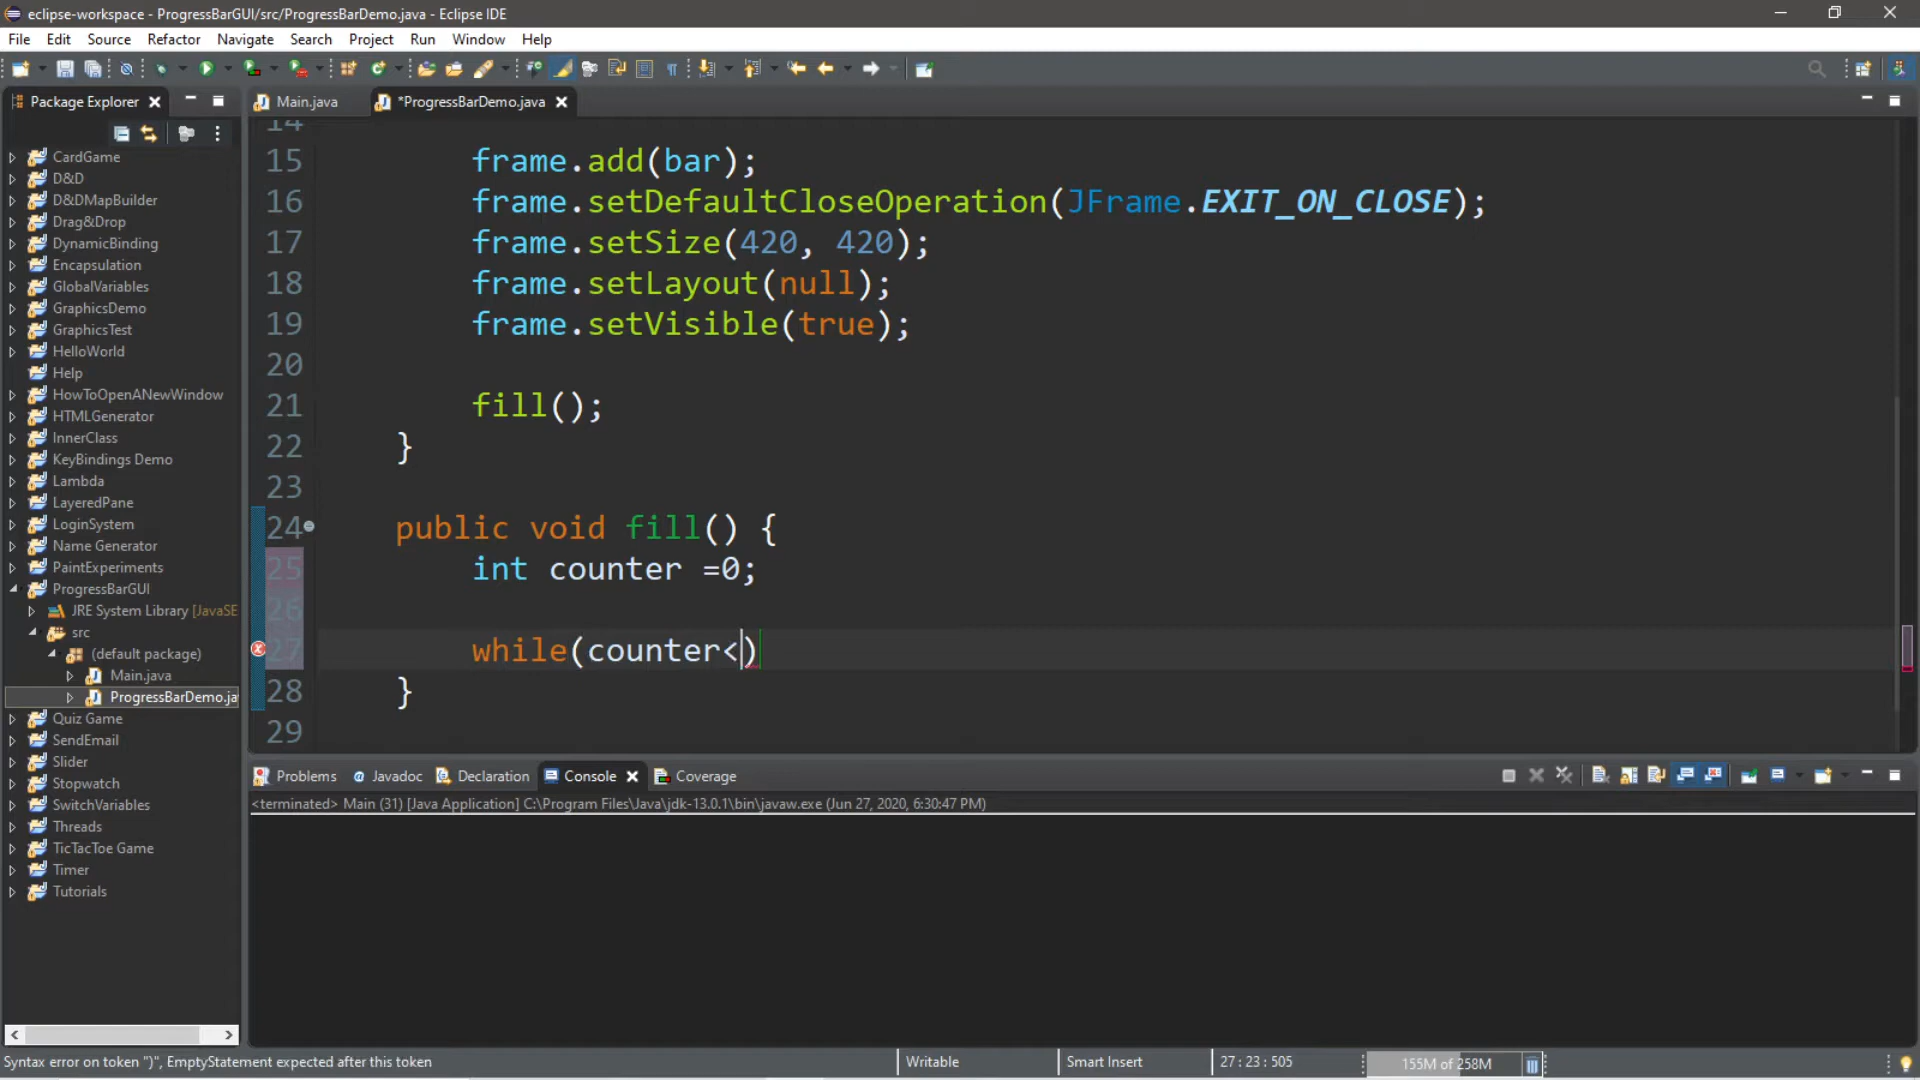 eclipse-workspace - ProgressBarGUI/src/ProgressBarDemo.java - Eclipse IDE
File Edit Source Refactor Navigate Search Project Run Window Help
Package Explorer
Main.java *ProgressBarDemo.java
CardGame
D&D
D&DMapBuilder
Drag&Drop
DynamicBinding
Encapsulation
GlobalVariables
GraphicsDemo
GraphicsTest
HelloWorld
Help
HowToOpenANewWindow
HTMLGenerator
InnerClass
KeyBindings Demo
Lambda
LayeredPane
LoginSystem
Name Generator
PaintExperiments
ProgressBarGUI
JRE System Library [JavaSE
src
(default package)
Main.java
ProgressBarDemo.ja
Quiz Game
SendEmail
Slider
Stopwatch
SwitchVariables
Threads
TicTacToe Game
Timer
Tutorials
14
15 frame.add(bar);
16 frame.setDefaultCloseOperation(JFrame.EXIT_ON_CLOSE);
17 frame.setSize(420, 420);
18 frame.setLayout(null);
19 frame.setVisible(true);
20
21 fill();
22 }
23
24 public void fill() {
25 int counter =0;
26
27 while(counter<)
28 }
29
Problems @ Javadoc Declaration Console Coverage
<terminated> Main (31) [Java Application] C:\Program Files\Java\jdk-13.0.1\bin\javaw.exe (Jun 27, 2020, 6:30:47 PM)
Syntax error on token ")", EmptyStatement expected after this token Writable Smart Insert 27 : 23 : 505 155M of 258M